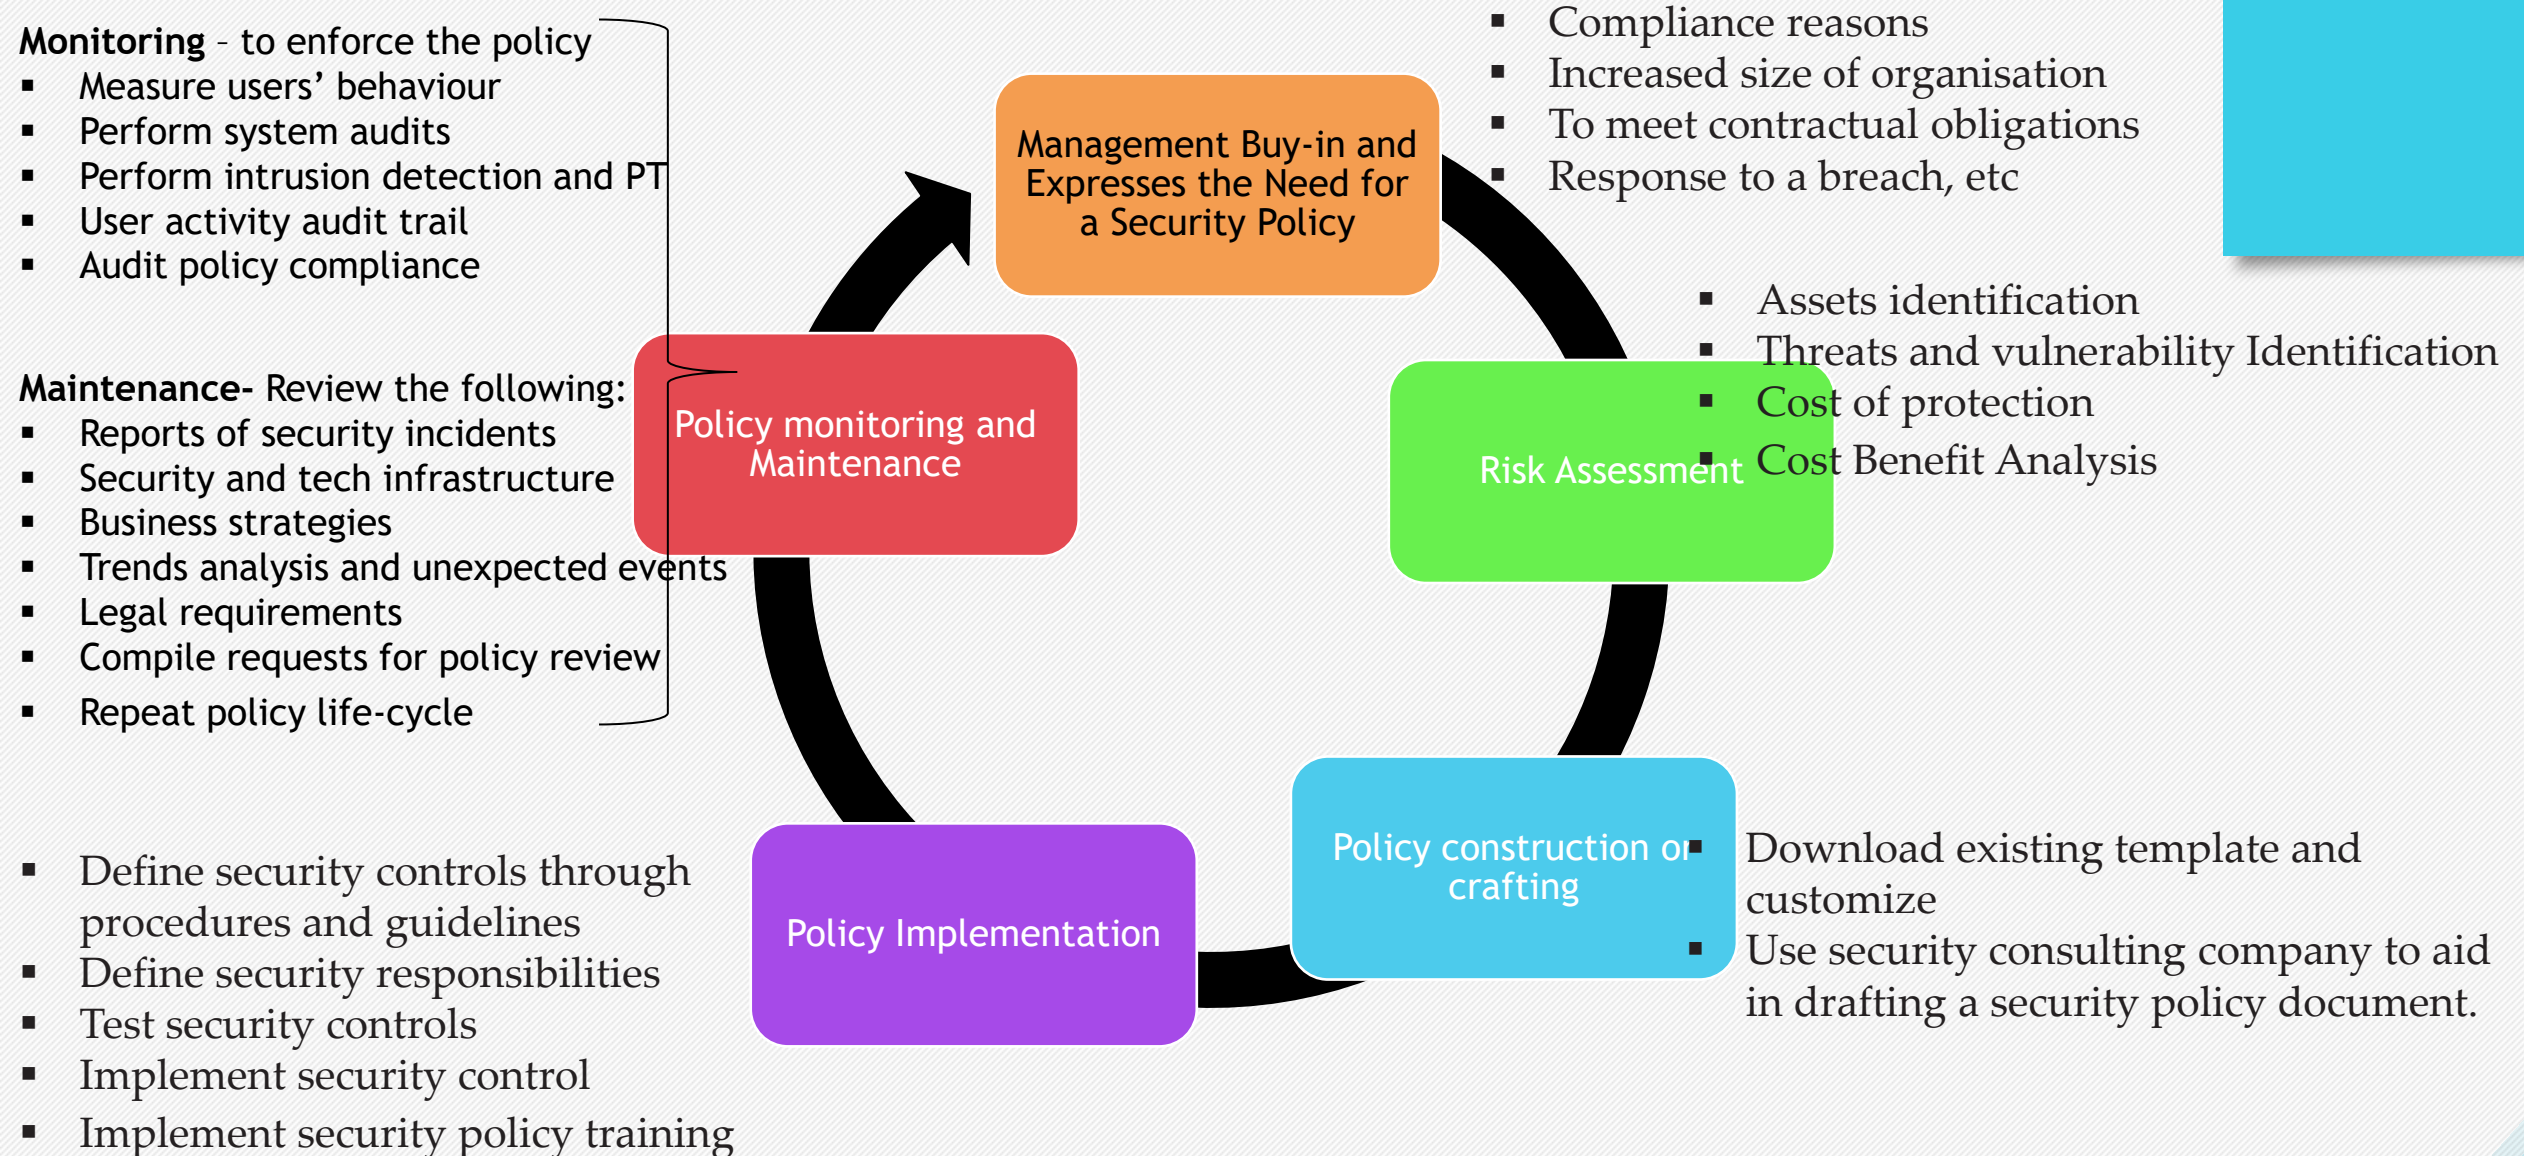 Monitoring – to enforce the policy
▪ Measure users’ behaviour
▪ Perform system audits
▪ Perform intrusion detection and PT
▪ User activity audit trail
▪ Audit policy compliance
Maintenance- Review the following:
▪ Reports of security incidents
▪ Security and tech infrastructure
▪ Business strategies
▪ Trends analysis and unexpected events
▪ Legal requirements
▪ Compile requests for policy review
▪ Repeat policy life-cycle
▪ Define security controls through
procedures and guidelines
▪ Define security responsibilities
▪ Test security controls
▪ Implement security control
▪ Implement security policy training
Management Buy-in and
Expresses the Need for
a Security Policy
▪ Compliance reasons
▪ Increased size of organisation
▪ To meet contractual obligations
▪ Response to a breach, etc
Risk Assessment
▪ Assets identification
▪ Threats and vulnerability Identification
▪ Cost of protection
▪ Cost Benefit Analysis
Policy construction or
crafting
▪ Download existing template and
customize
▪ Use security consulting company to aid
in drafting a security policy document.
Policy Implementation
Policy monitoring and
Maintenance